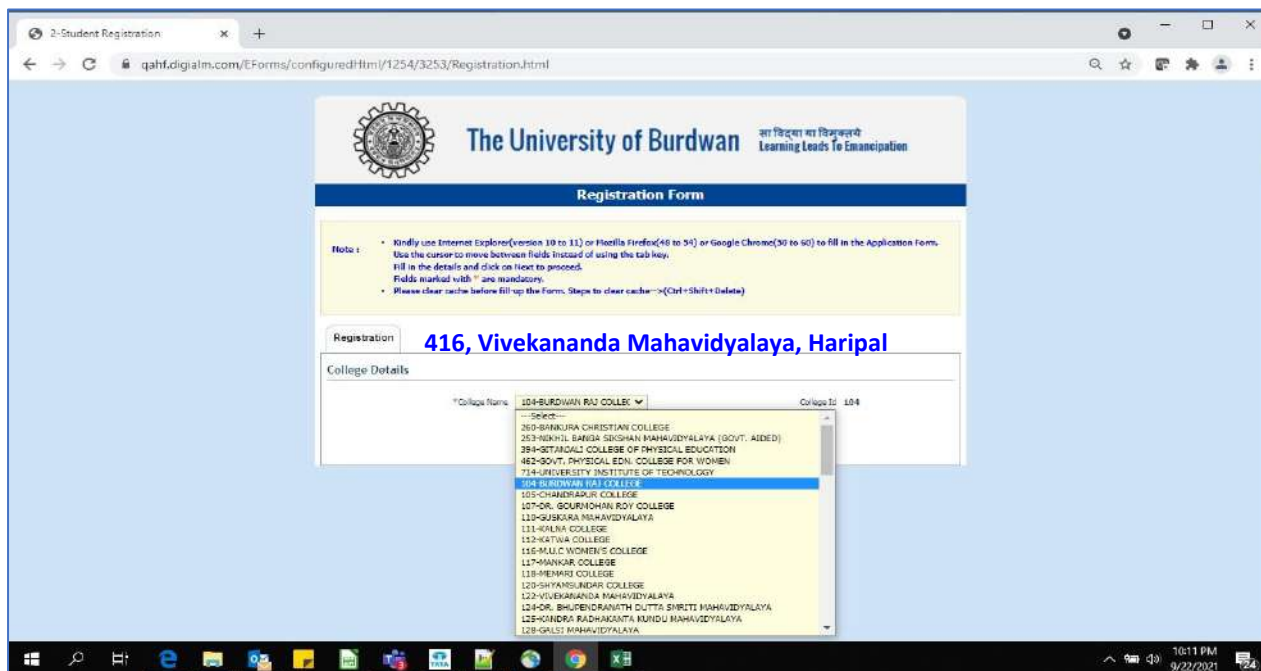 2-Student Registration
qahf.digialm.com/EForms/configuredHtml/1254/3253/Registration.html
The University of Burdwan
सा विद्या या विमुक्तये
Learning Leads To Emancipation
Registration Form
Note :
• Kindly use Internet Explorer(version 10 to 11) or Mozilla Firefox(48 to 54) or Google Chrome(50 to 60) to fill in the Application Form.
Use the cursor to move between fields instead of using the tab key.
Fill in the details and click on Next to proceed.
Fields marked with * are mandatory.
• Please clear cache before fill-up the Form. Steps to clear cache-->(Ctrl+Shift+Delete)
Registration
416, Vivekananda Mahavidyalaya, Haripal
College Details
*College Name 104-BURDWAN RAJ COLLEC College Id 104
---Select---
260-BANKURA CHRISTIAN COLLEGE
253-NIKHIL BANGA SIKSHAN MAHAVIDYALAYA (GOVT. AIDED)
394-GITANJALI COLLEGE OF PHYSICAL EDUCATION
462-GOVT. PHYSICAL EDN. COLLEGE FOR WOMEN
714-UNIVERSITY INSTITUTE OF TECHNOLOGY
104-BURDWAN RAJ COLLEGE
105-CHANDRAPUR COLLEGE
107-DR. GOURMOHAN ROY COLLEGE
110-GUSKARA MAHAVIDYALAYA
111-KALNA COLLEGE
112-KATWA COLLEGE
116-M.U.C WOMEN'S COLLEGE
117-MANKAR COLLEGE
118-MEMARI COLLEGE
120-SHYAMSUNDAR COLLEGE
122-VIVEKANANDA MAHAVIDYALAYA
124-DR. BHUPENDRANATH DUTTA SMRITI MAHAVIDYALAYA
125-KANDRA RADHAKANTA KUNDU MAHAVIDYALAYA
128-GALSI MAHAVIDYALAYA
TATA
10:11 PM
9/22/2021
24